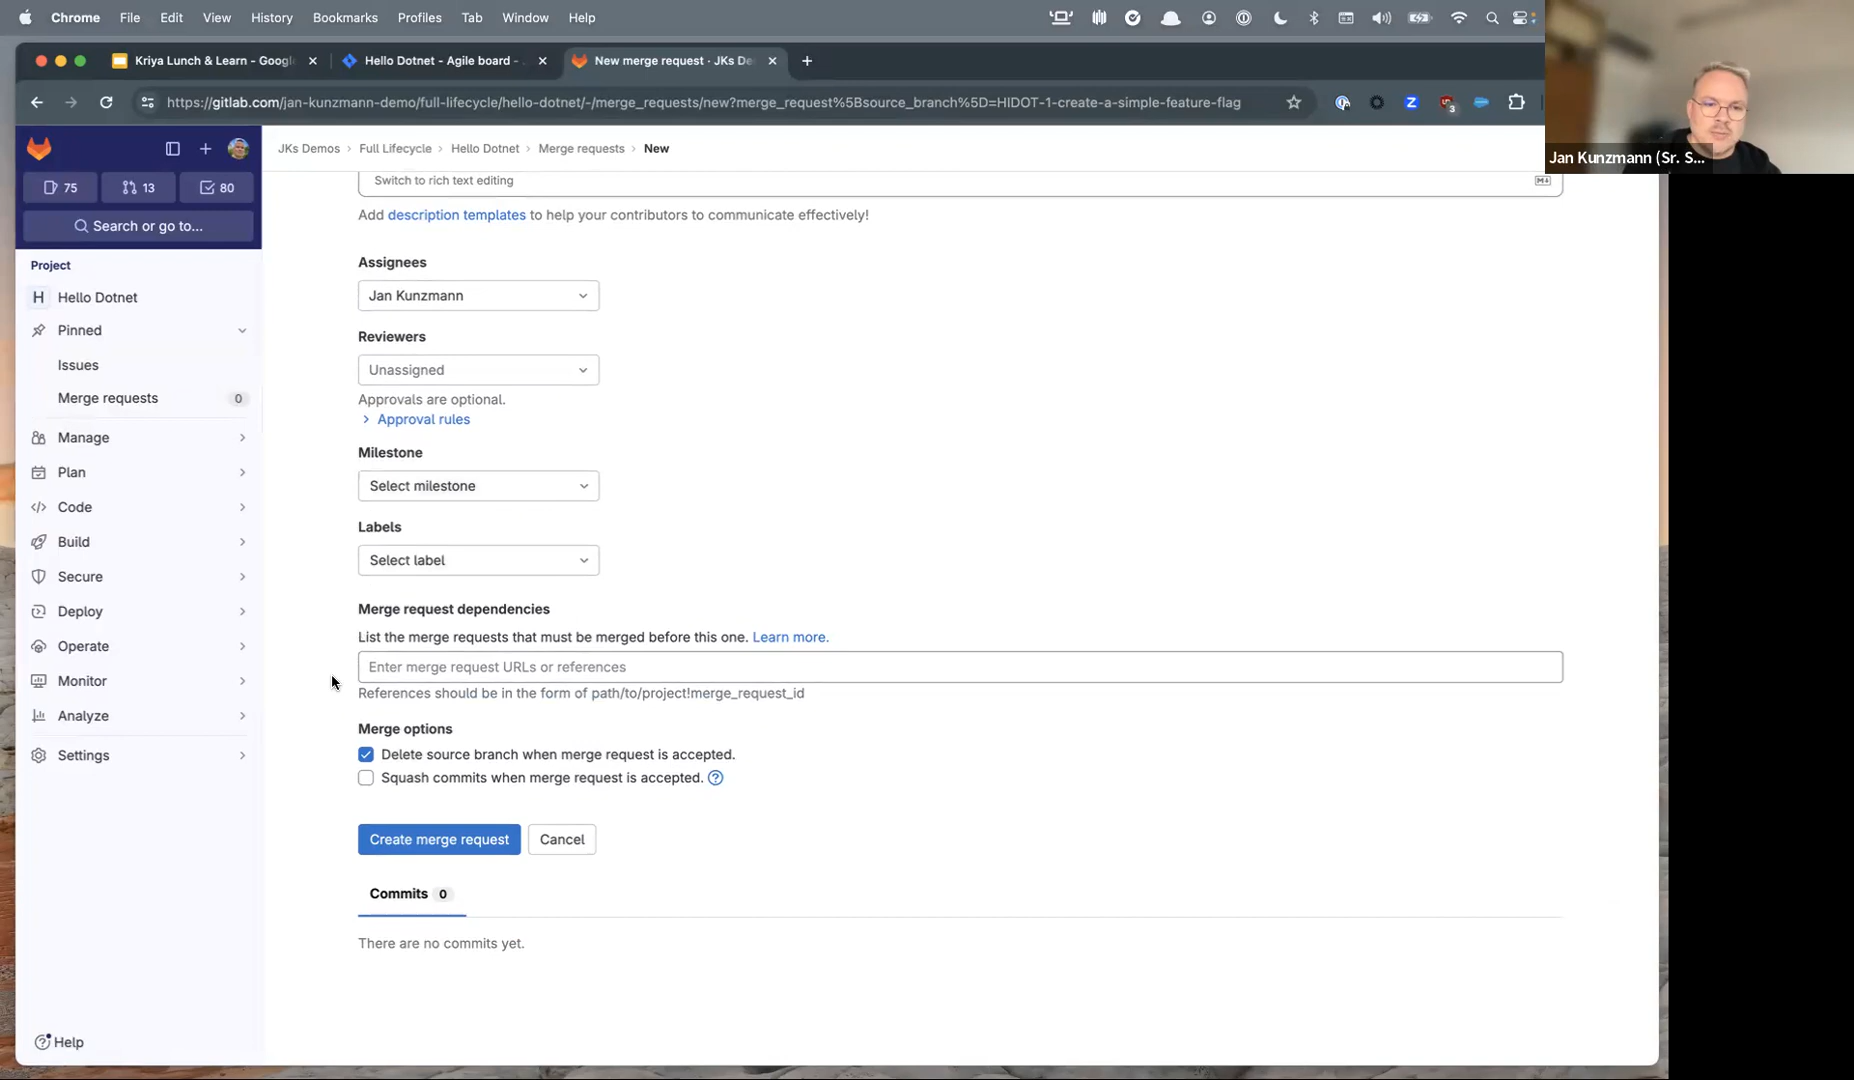 Chrome File Edit View History Bookmarks Profiles Tab Window Help
Kriya Lunch & Learn - Google
Hello Dotnet - Agile board -
New merge request · JKs De
https://gitlab.com/jan-kunzmann-demo/full-lifecycle/hello-dotnet/-/merge_requests/new?merge_request%5Bsource_branch%5D=HIDOT-1-create-a-simple-feature-flag
Z
3
Jan Kunzmann (Sr. S...
JKs Demos
Full Lifecycle
Hello Dotnet
Merge requests
New
75
13
80
Search or go to...
Project
H Hello Dotnet
Pinned
Issues
Merge requests 0
Manage
Plan
Code
Build
Secure
Deploy
Operate
Monitor
Analyze
Settings
Help
Switch to rich text editing
Add description templates to help your contributors to communicate effectively!
Assignees
Jan Kunzmann
Reviewers
Unassigned
Approvals are optional.
Approval rules
Milestone
Select milestone
Labels
Select label
Merge request dependencies
List the merge requests that must be merged before this one. Learn more.
Enter merge request URLs or references
References should be in the form of path/to/project!merge_request_id
Merge options
Delete source branch when merge request is accepted.
Squash commits when merge request is accepted.
Create merge request
Cancel
Commits 0
There are no commits yet.